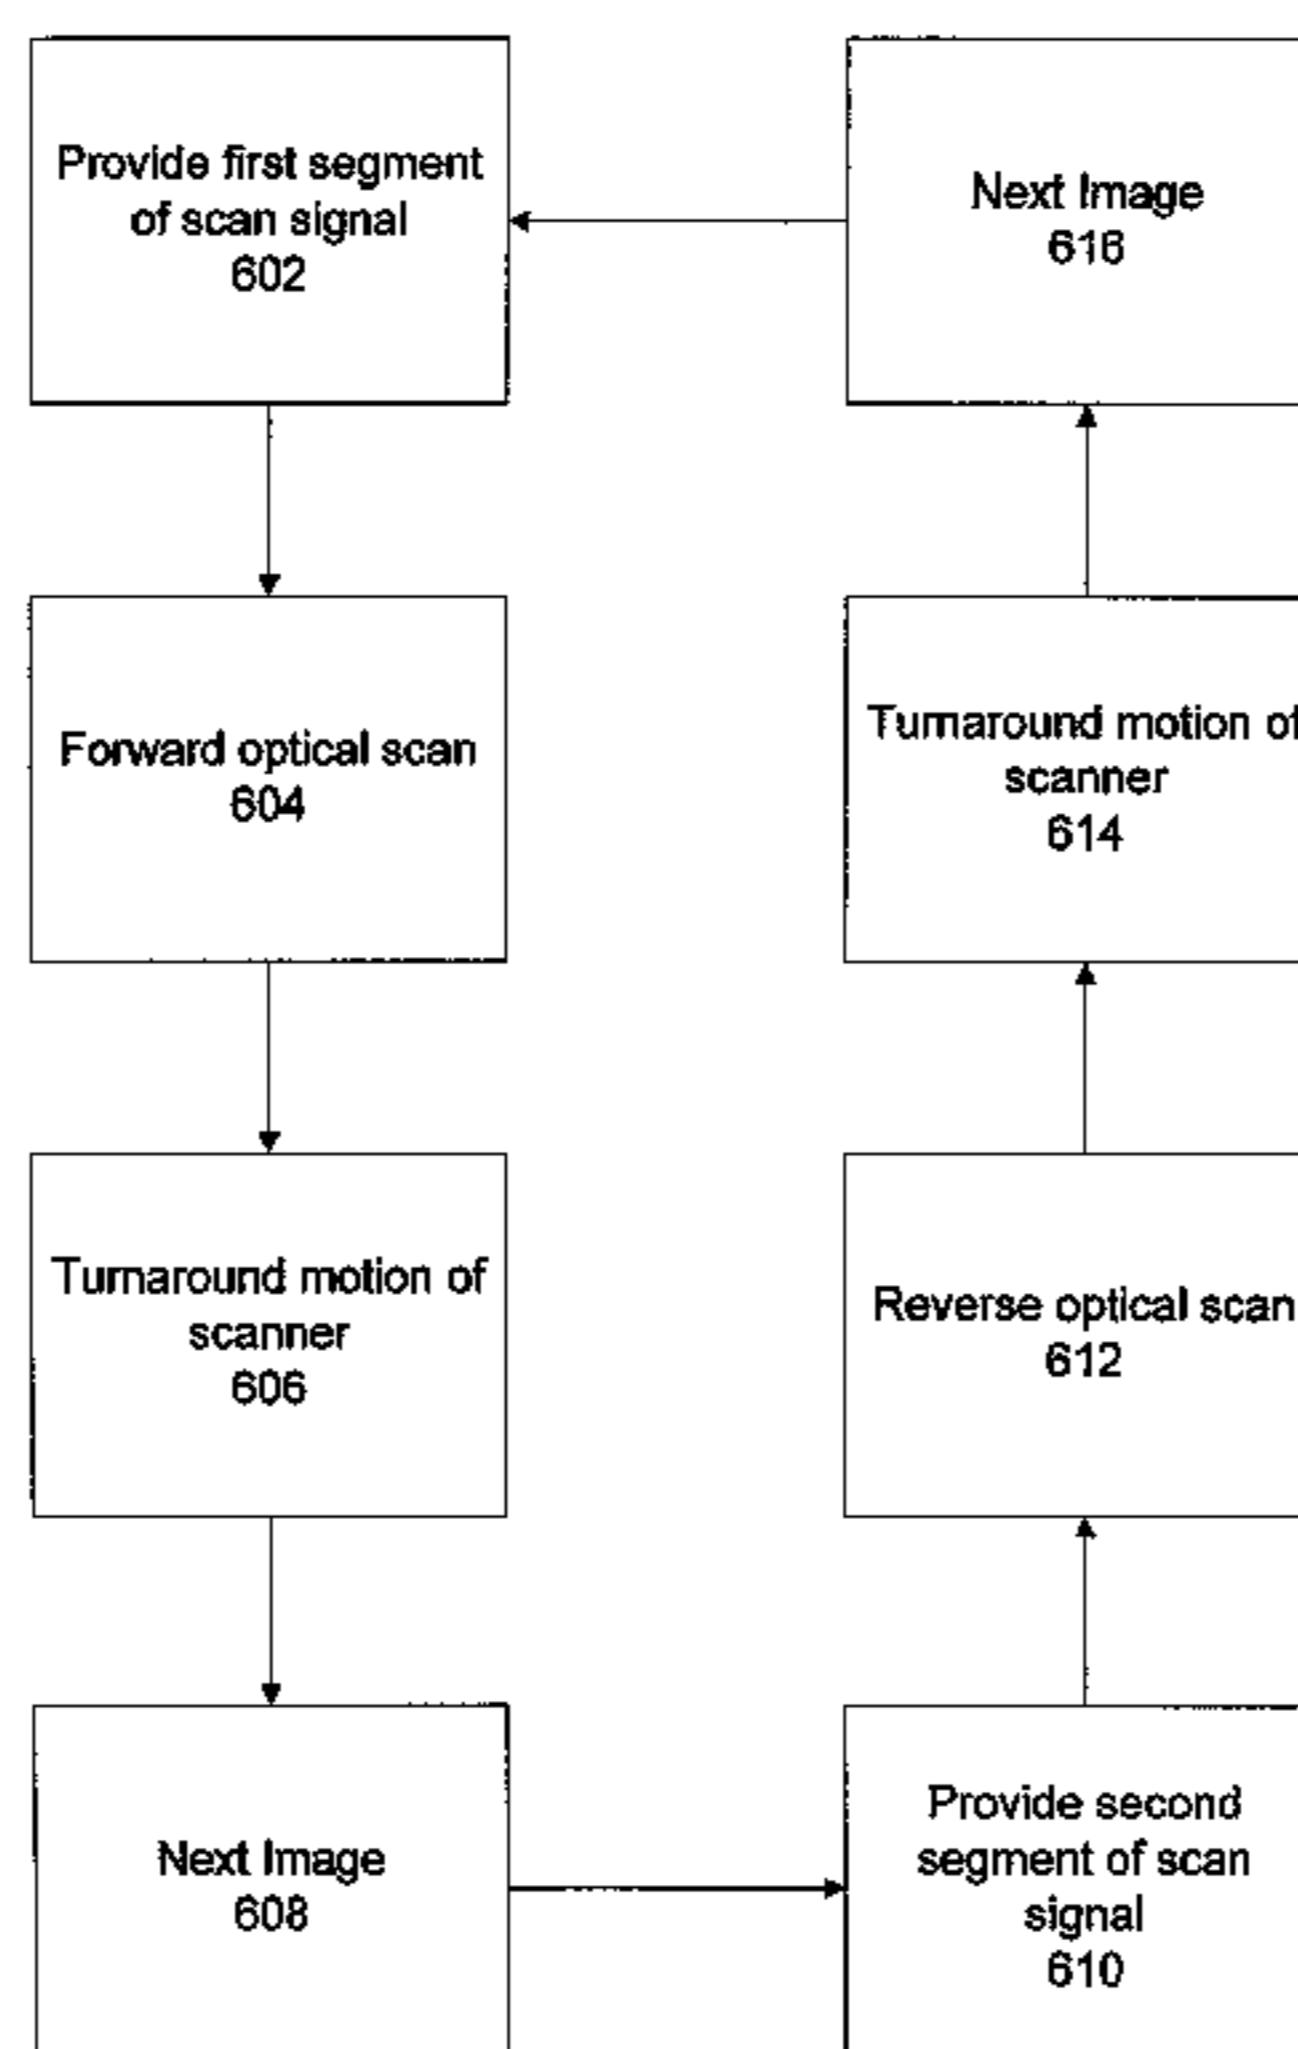 Provide first segment
of scan signal
602
Forward optical scan
604
Turnaround motion of
scanner
606
Next Image
608
Provide second
segment of scan
signal
610
Reverse optical scan
612
Turnaround motion of
scanner
614
Next Image
616